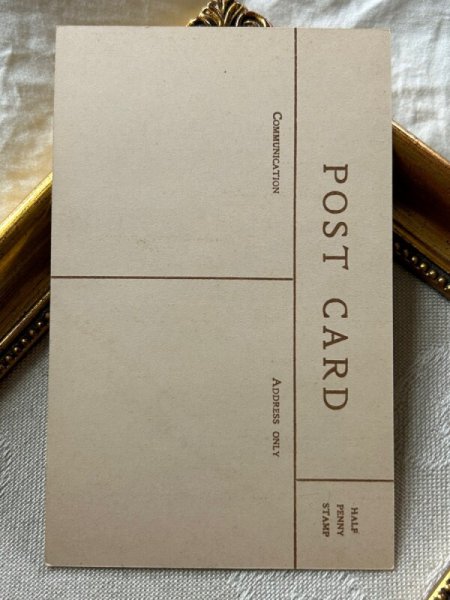 POST CARD
HALF
PENNY
STAMP
COMMUNICATION
ADDRESS ONLY